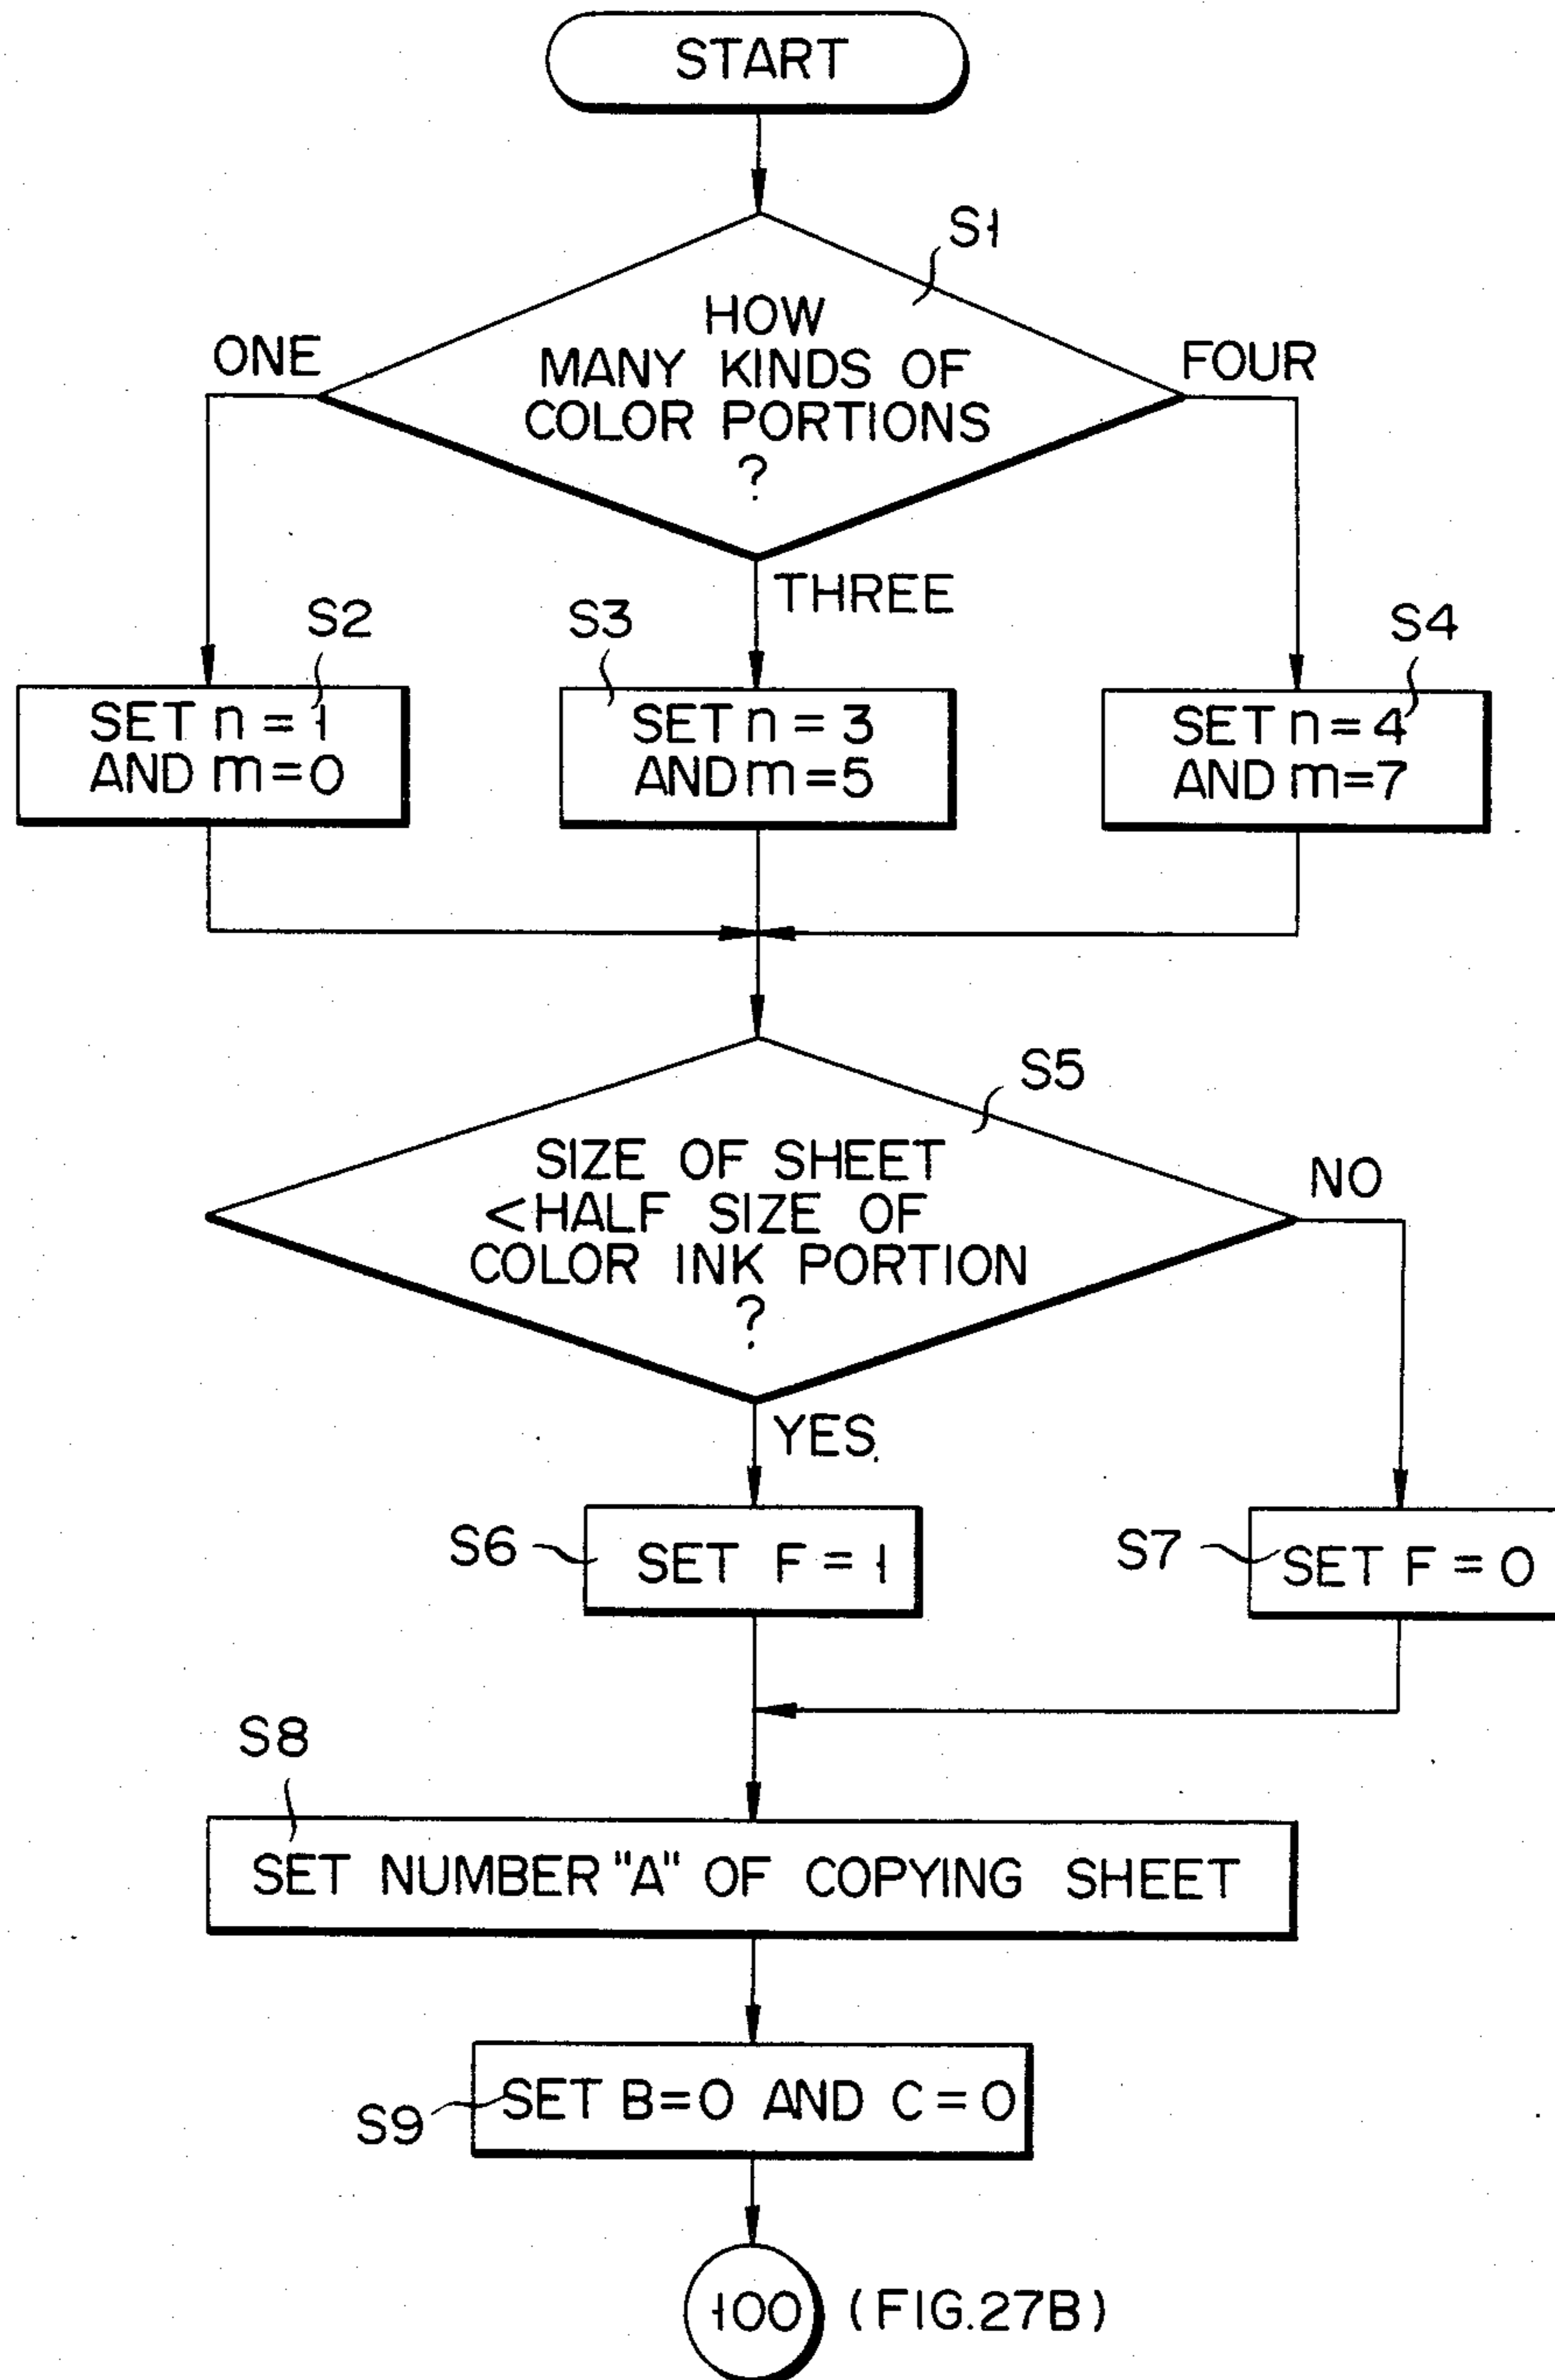 START
S1
HOW
MANY KINDS OF
COLOR PORTIONS
?
ONE
FOUR
THREE
S2
S3
S4
SET n = 1
AND m = 0
SET n = 3
AND m = 5
SET n = 4
AND m = 7
S5
SIZE OF SHEET
< HALF SIZE OF
COLOR INK PORTION
?
NO
YES
S6
SET F = 1
S7
SET F = 0
S8
SET NUMBER "A" OF COPYING SHEET
S9
SET B = 0 AND C = 0
100 (FIG.27B)